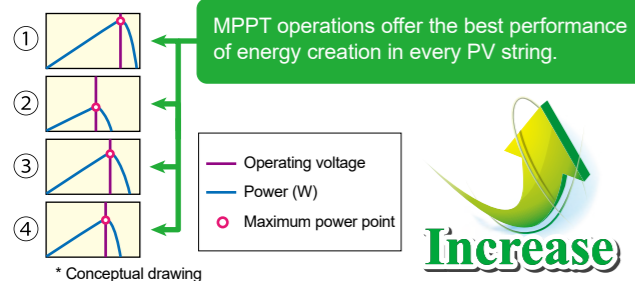 MPPT operations offer the best performance
of energy creation in every PV string.
①
②
③
④
Operating voltage
Power (W)
Maximum power point
Increase
* Conceptual drawing